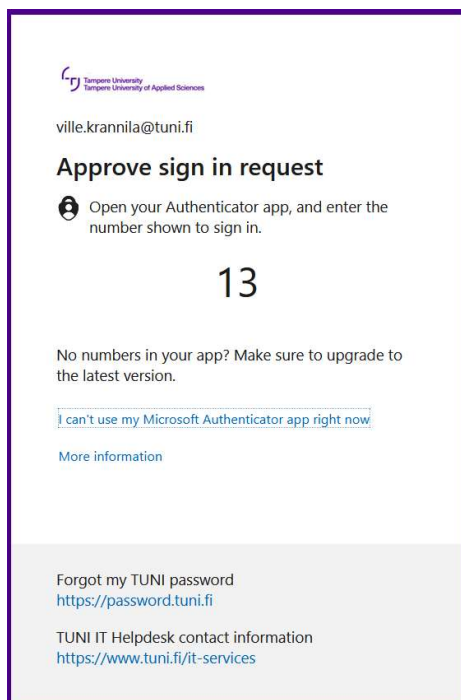 Tampere University
Tampere University of Applied Sciences
ville.krannila@tuni.fi
Approve sign in request
Open your Authenticator app, and enter the
number shown to sign in.
13
No numbers in your app? Make sure to upgrade to
the latest version.
I can't use my Microsoft Authenticator app right now
More information
Forgot my TUNI password
https://password.tuni.fi
TUNI IT Helpdesk contact information
https://www.tuni.fi/it-services